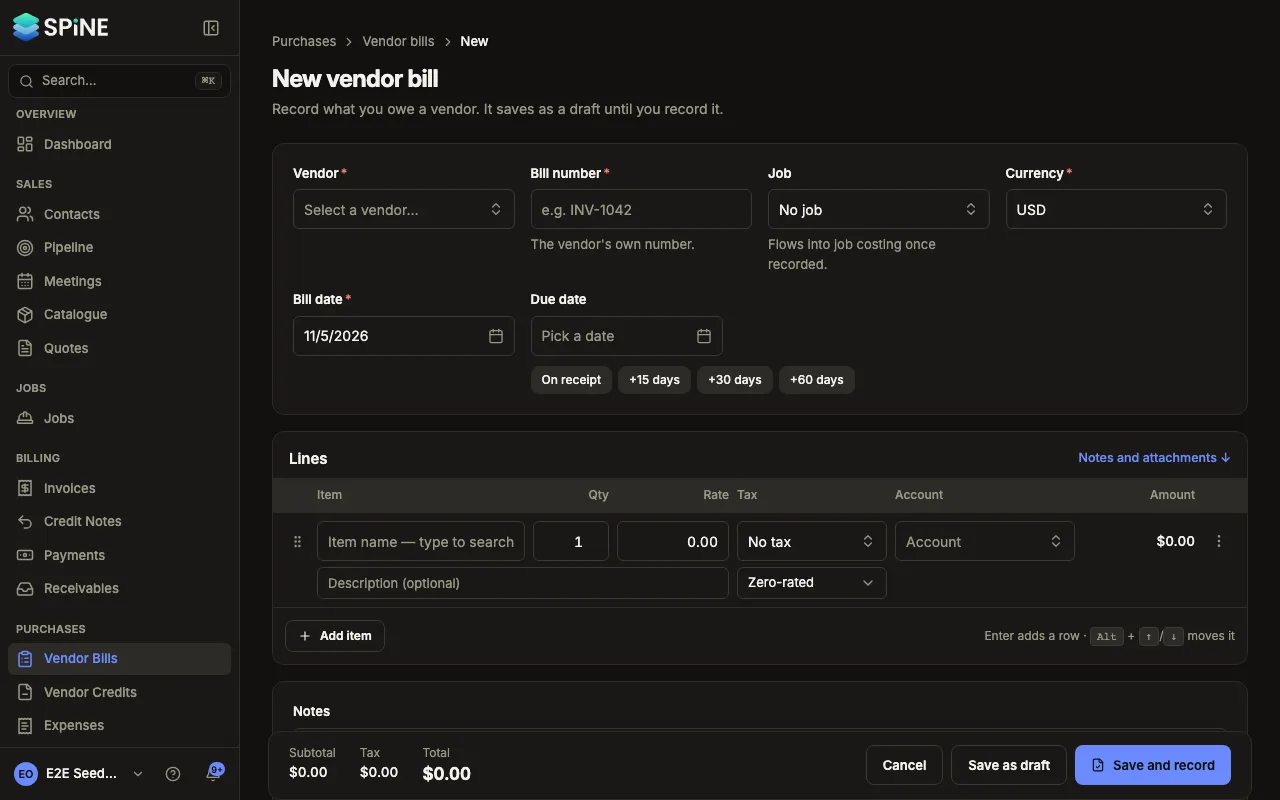 SPiNE
Search... ⌘K
OVERVIEW
Dashboard
SALES
Contacts
Pipeline
Meetings
Catalogue
Quotes
JOBS
Jobs
BILLING
Invoices
Credit Notes
Payments
Receivables
PURCHASES
Vendor Bills
Vendor Credits
Expenses
EO E2E Seed... 9+
Purchases > Vendor bills > New
New vendor bill
Record what you owe a vendor. It saves as a draft until you record it.
Vendor * Bill number * Job Currency *
Select a vendor... e.g. INV-1042 No job USD
The vendor's own number. Flows into job costing once
recorded.
Bill date * Due date
11/5/2026 Pick a date
On receipt +15 days +30 days +60 days
Lines Notes and attachments ↓
Item Qty Rate Tax Account Amount
Item name — type to search 1 0.00 No tax Account $0.00
Description (optional) Zero-rated
+ Add item Enter adds a row · Alt + ↑ / ↓ moves it
Notes
Subtotal Tax Total
$0.00 $0.00 $0.00
Cancel Save as draft Save and record